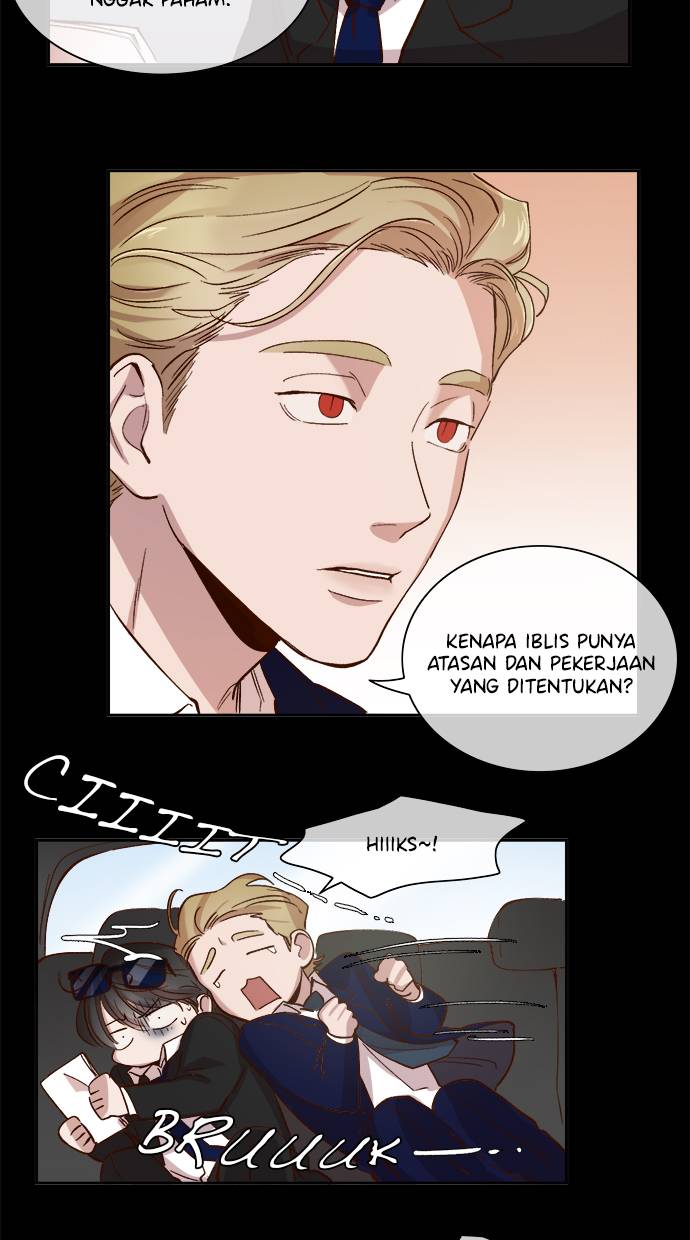 NGGAK PAHAM.
KENAPA IBLIS PUNYA
ATASAN DAN PEKERJAAN
YANG DITENTUKAN?
CIIIIT
HIIIKS~!
BRUUUK